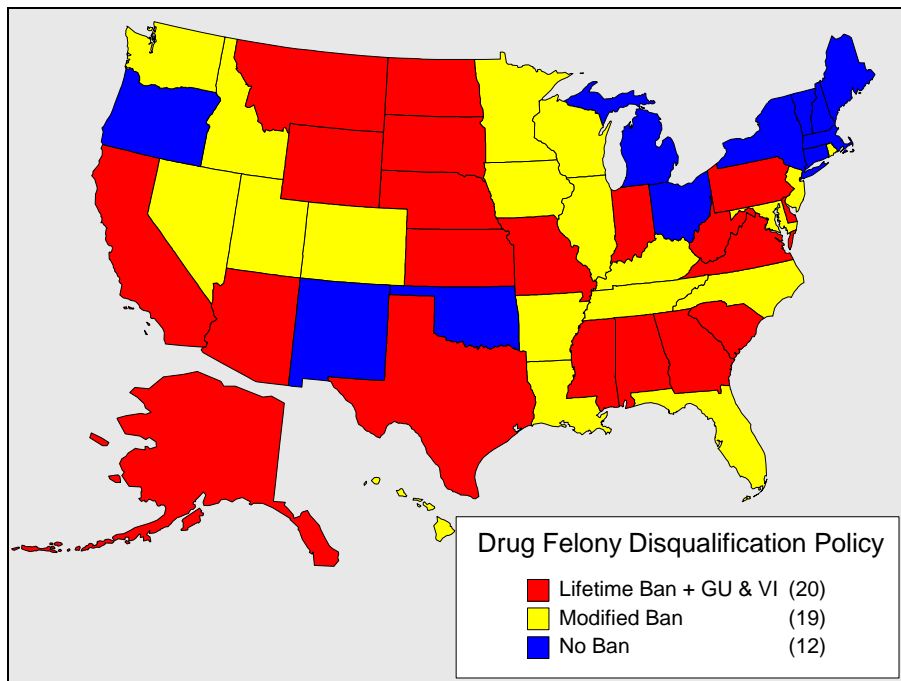 Drug Felony Disqualification Policy
Lifetime Ban + GU & VI (20)
Modified Ban (19)
No Ban (12)